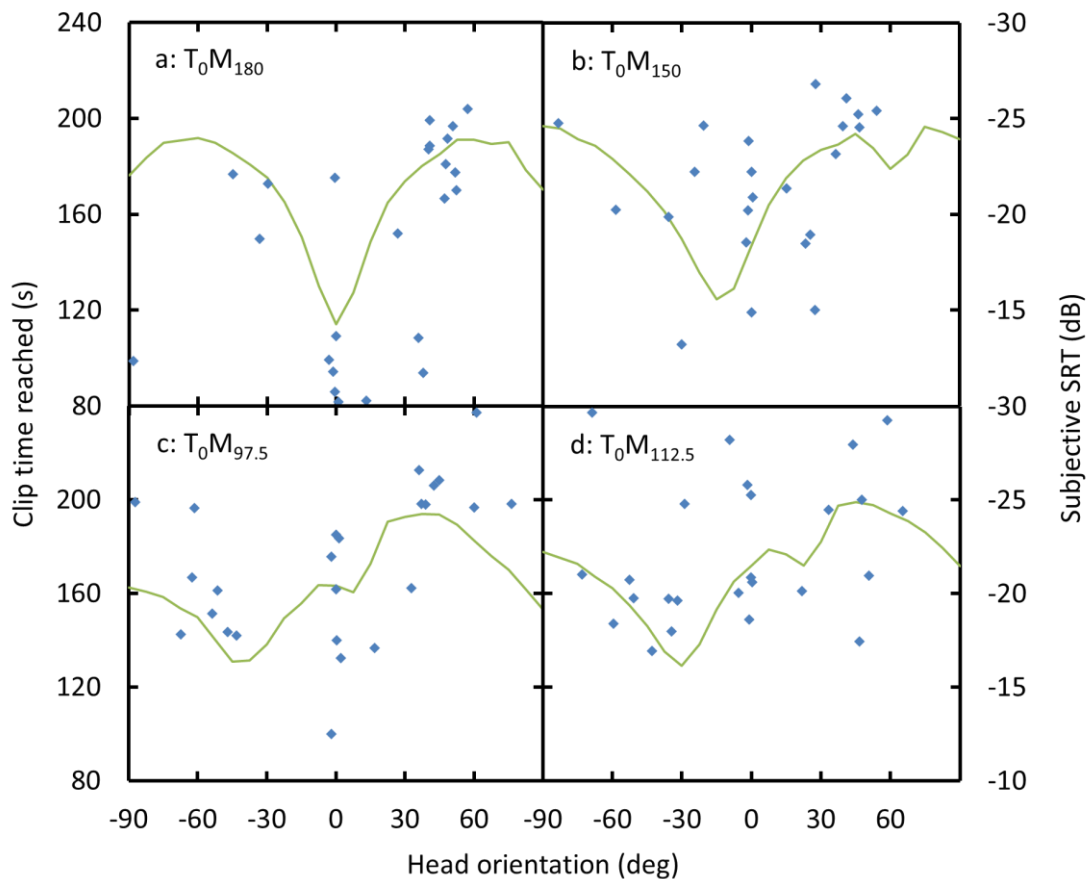 240
200
160
120
80
200
160
120
80
Clip time reached (s)
a: T₀M₁₈₀
b: T₀M₁₅₀
c: T₀M₉₇.₅
d: T₀M₁₁₂.₅
-30
-25
-20
-15
-30
-25
-20
-15
-10
Subjective SRT (dB)
-90 -60 -30 0 30 60 -90 -60 -30 0 30 60
Head orientation (deg)